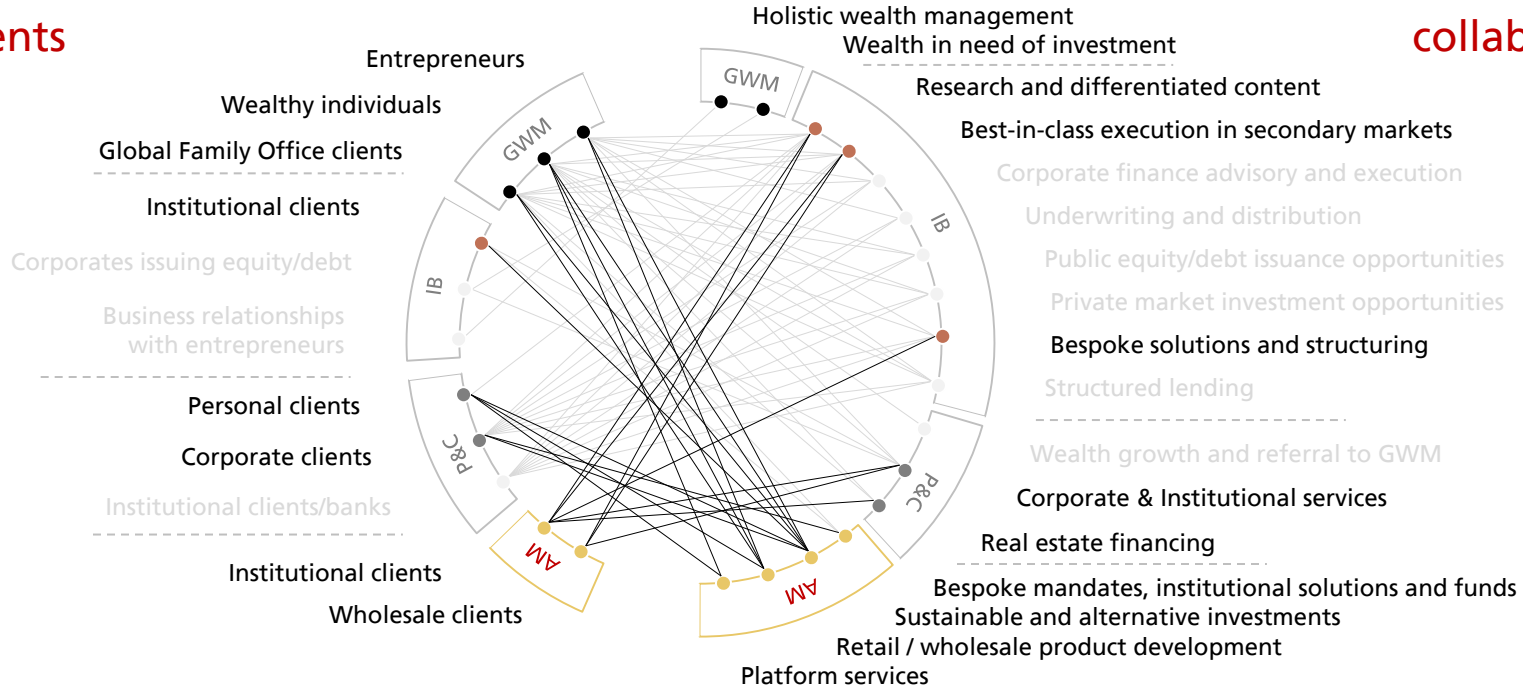 ents
Entrepreneurs
Wealthy individuals
Global Family Office clients
Institutional clients
Corporates issuing equity/debt
Business relationships
with entrepreneurs
Personal clients
Corporate clients
Institutional clients/banks
Institutional clients
Wholesale clients
GWM
IB
P&C
AM
GWM
IB
P&C
AM
collab
Holistic wealth management
Wealth in need of investment
Research and differentiated content
Best-in-class execution in secondary markets
Corporate finance advisory and execution
Underwriting and distribution
Public equity/debt issuance opportunities
Private market investment opportunities
Bespoke solutions and structuring
Structured lending
Wealth growth and referral to GWM
Corporate & Institutional services
Real estate financing
Bespoke mandates, institutional solutions and funds
Sustainable and alternative investments
Retail / wholesale product development
Platform services